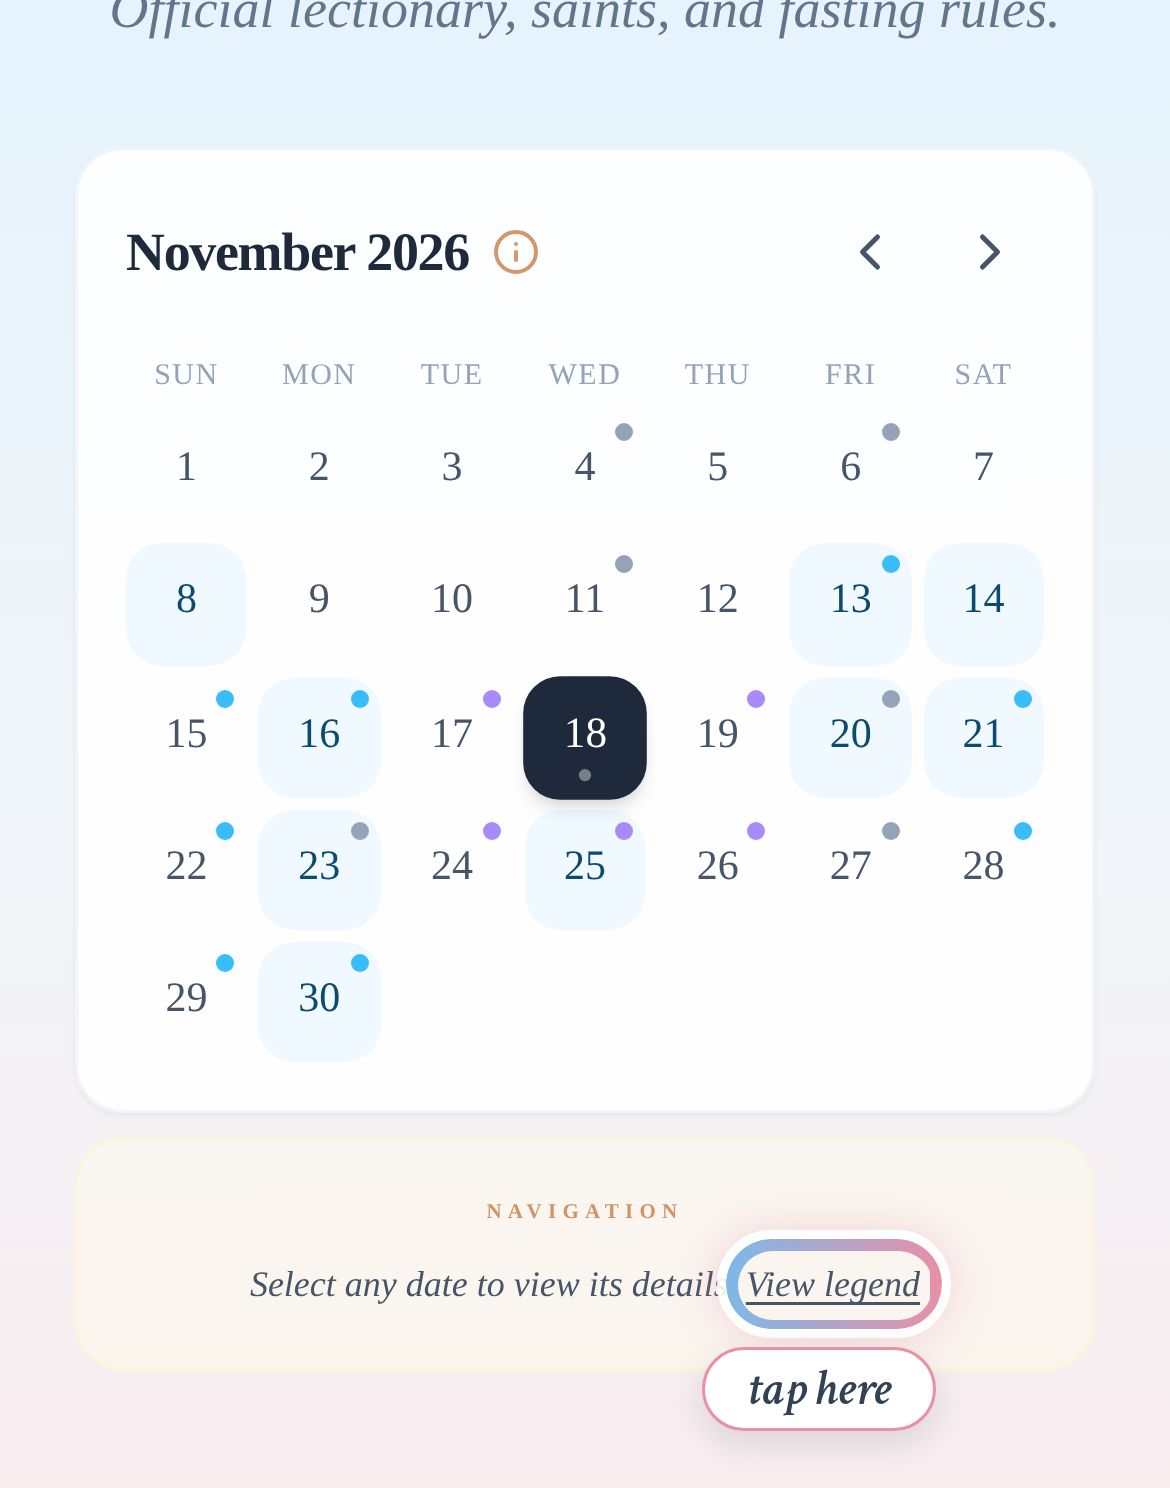 Official lectionary, saints, and fasting rules.
November 2026
SUN MON TUE WED THU FRI SAT
1 2 3 4 5 6 7
8 9 10 11 12 13 14
15 16 17 18 19 20 21
22 23 24 25 26 27 28
29 30
NAVIGATION
Select any date to view its details View legend
tap here